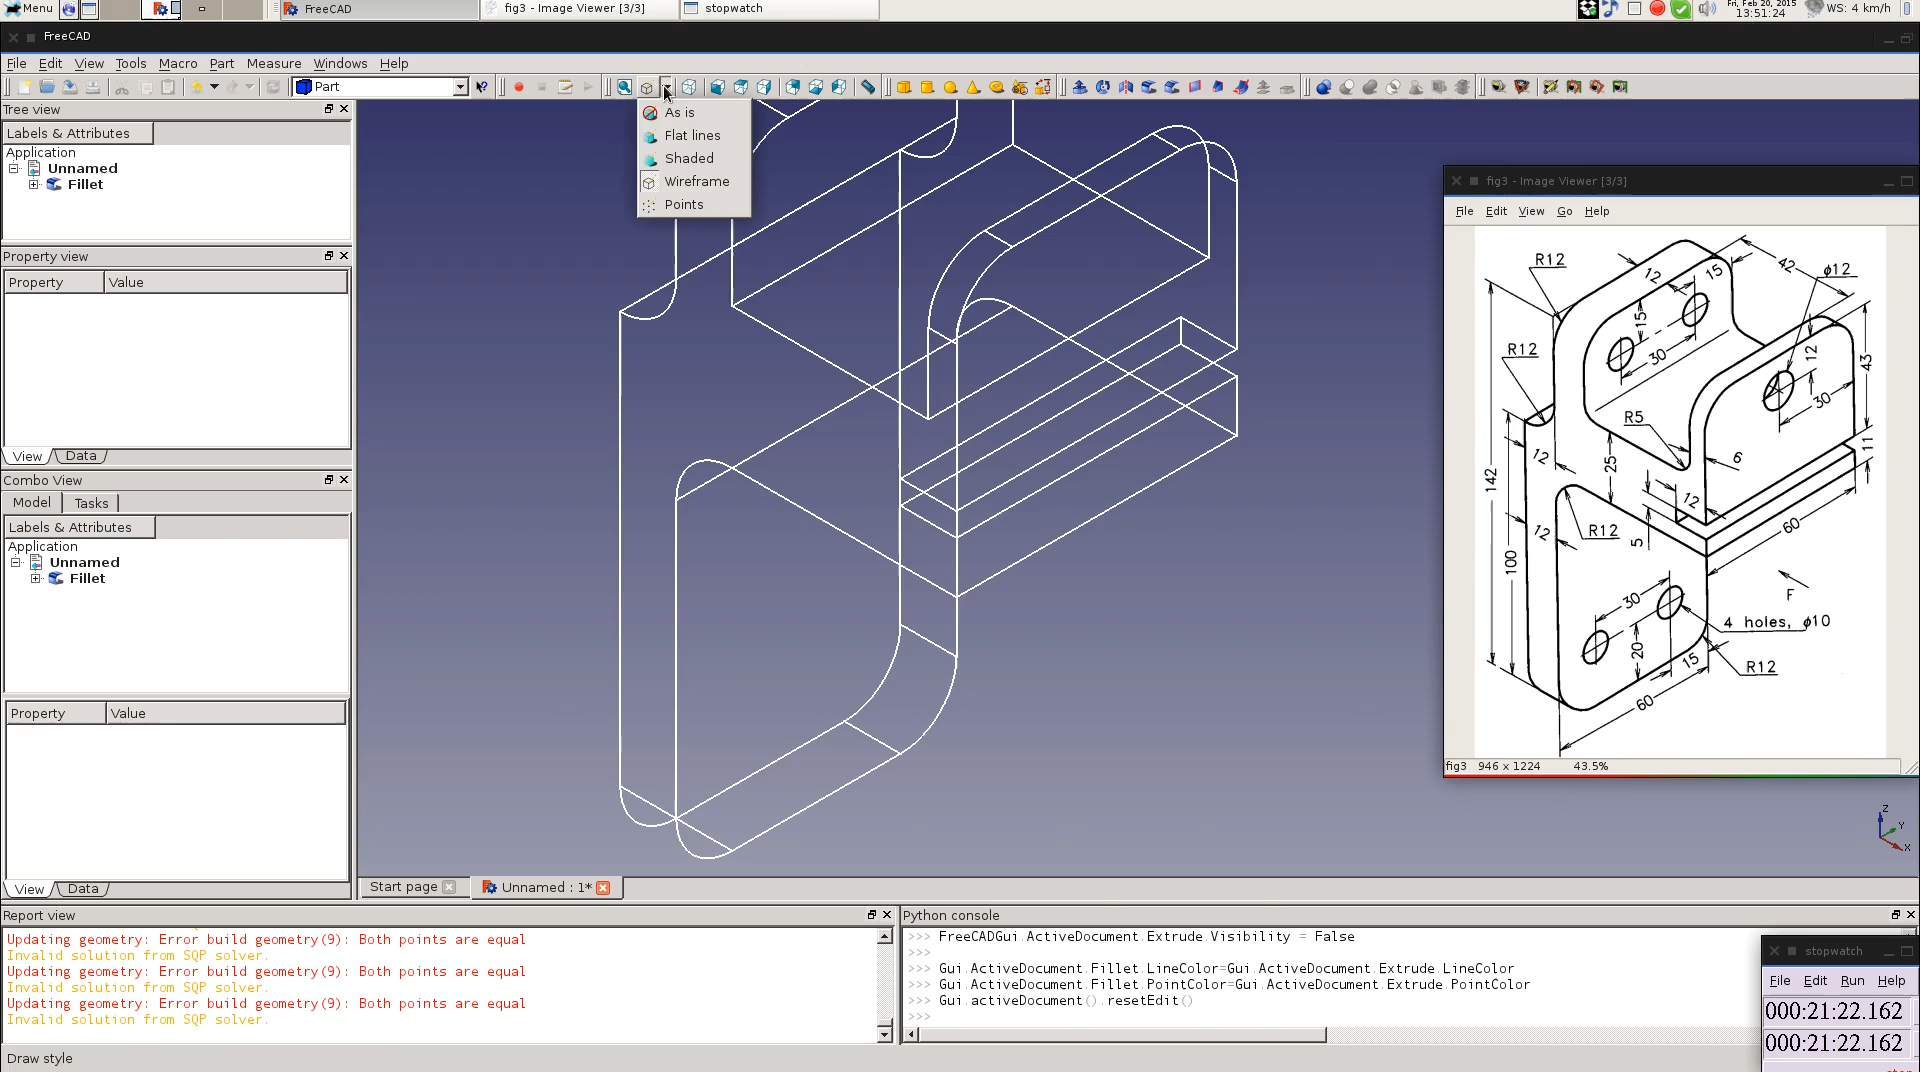 Menu
FreeCAD
fig3 - Image Viewer [3/3]
stopwatch
Fri, Feb 20, 2015
13:51:24
WS: 4 km/h
FreeCAD
File Edit View Tools Macro Part Measure Windows Help
Part
Tree view
Labels & Attributes
Application
Unnamed
Fillet
Property view
Property Value
View Data
Combo View
Model Tasks
Labels & Attributes
Application
Unnamed
Fillet
Property Value
View Data
As is
Flat lines
Shaded
Wireframe
Points
fig3 - Image Viewer [3/3]
File Edit View Go Help
R12
12
15
42
ϕ12
15
30
R12
12
43
30
R5
6
11
12
25
142
12
60
R12
12
5
100
F
30
4 holes, ϕ10
20
15
R12
60
fig3 946 x 1224 43.5%
Z
Y
X
Start page
Unnamed : 1*
Report view
Updating geometry: Error build geometry(9): Both points are equal
Invalid solution from SQP solver.
Updating geometry: Error build geometry(9): Both points are equal
Invalid solution from SQP solver.
Updating geometry: Error build geometry(9): Both points are equal
Invalid solution from SQP solver.
Python console
>>> FreeCADGui.ActiveDocument.Extrude.Visibility = False
>>>
>>> Gui.ActiveDocument.Fillet.LineColor=Gui.ActiveDocument.Extrude.LineColor
>>> Gui.ActiveDocument.Fillet.PointColor=Gui.ActiveDocument.Extrude.PointColor
>>> Gui.activeDocument().resetEdit()
>>>
stopwatch
File Edit Run Help
000:21:22.162
000:21:22.162
Draw style